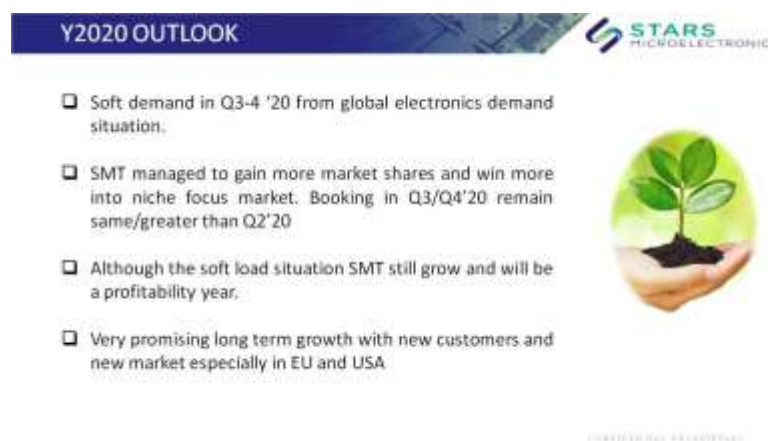 Y2020 OUTLOOK
STARS
MICROELECTRONIC
❑ Soft demand in Q3-4 '20 from global electronics demand
situation.
❑ SMT managed to gain more market shares and win more
into niche focus market. Booking in Q3/Q4'20 remain
same/greater than Q2'20
❑ Although the soft load situation SMT still grow and will be
a profitability year.
❑ Very promising long term growth with new customers and
new market especially in EU and USA